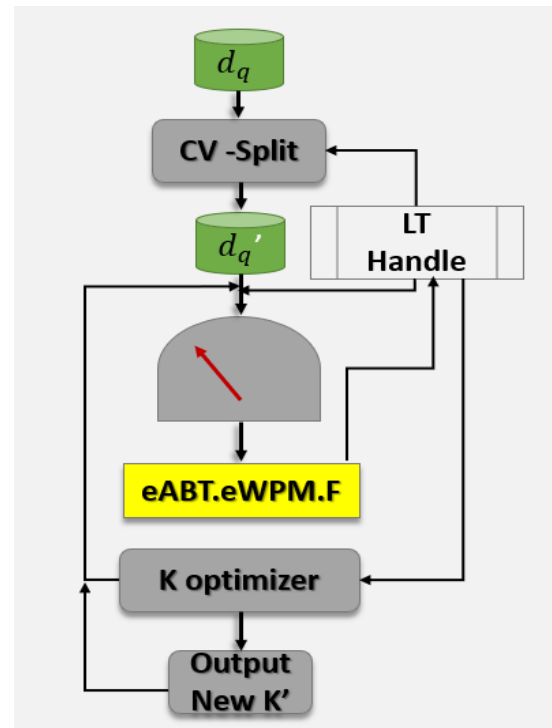 d_q
CV -Split
d_q'
LT
Handle
eABT.eWPM.F
K optimizer
Output
New K’